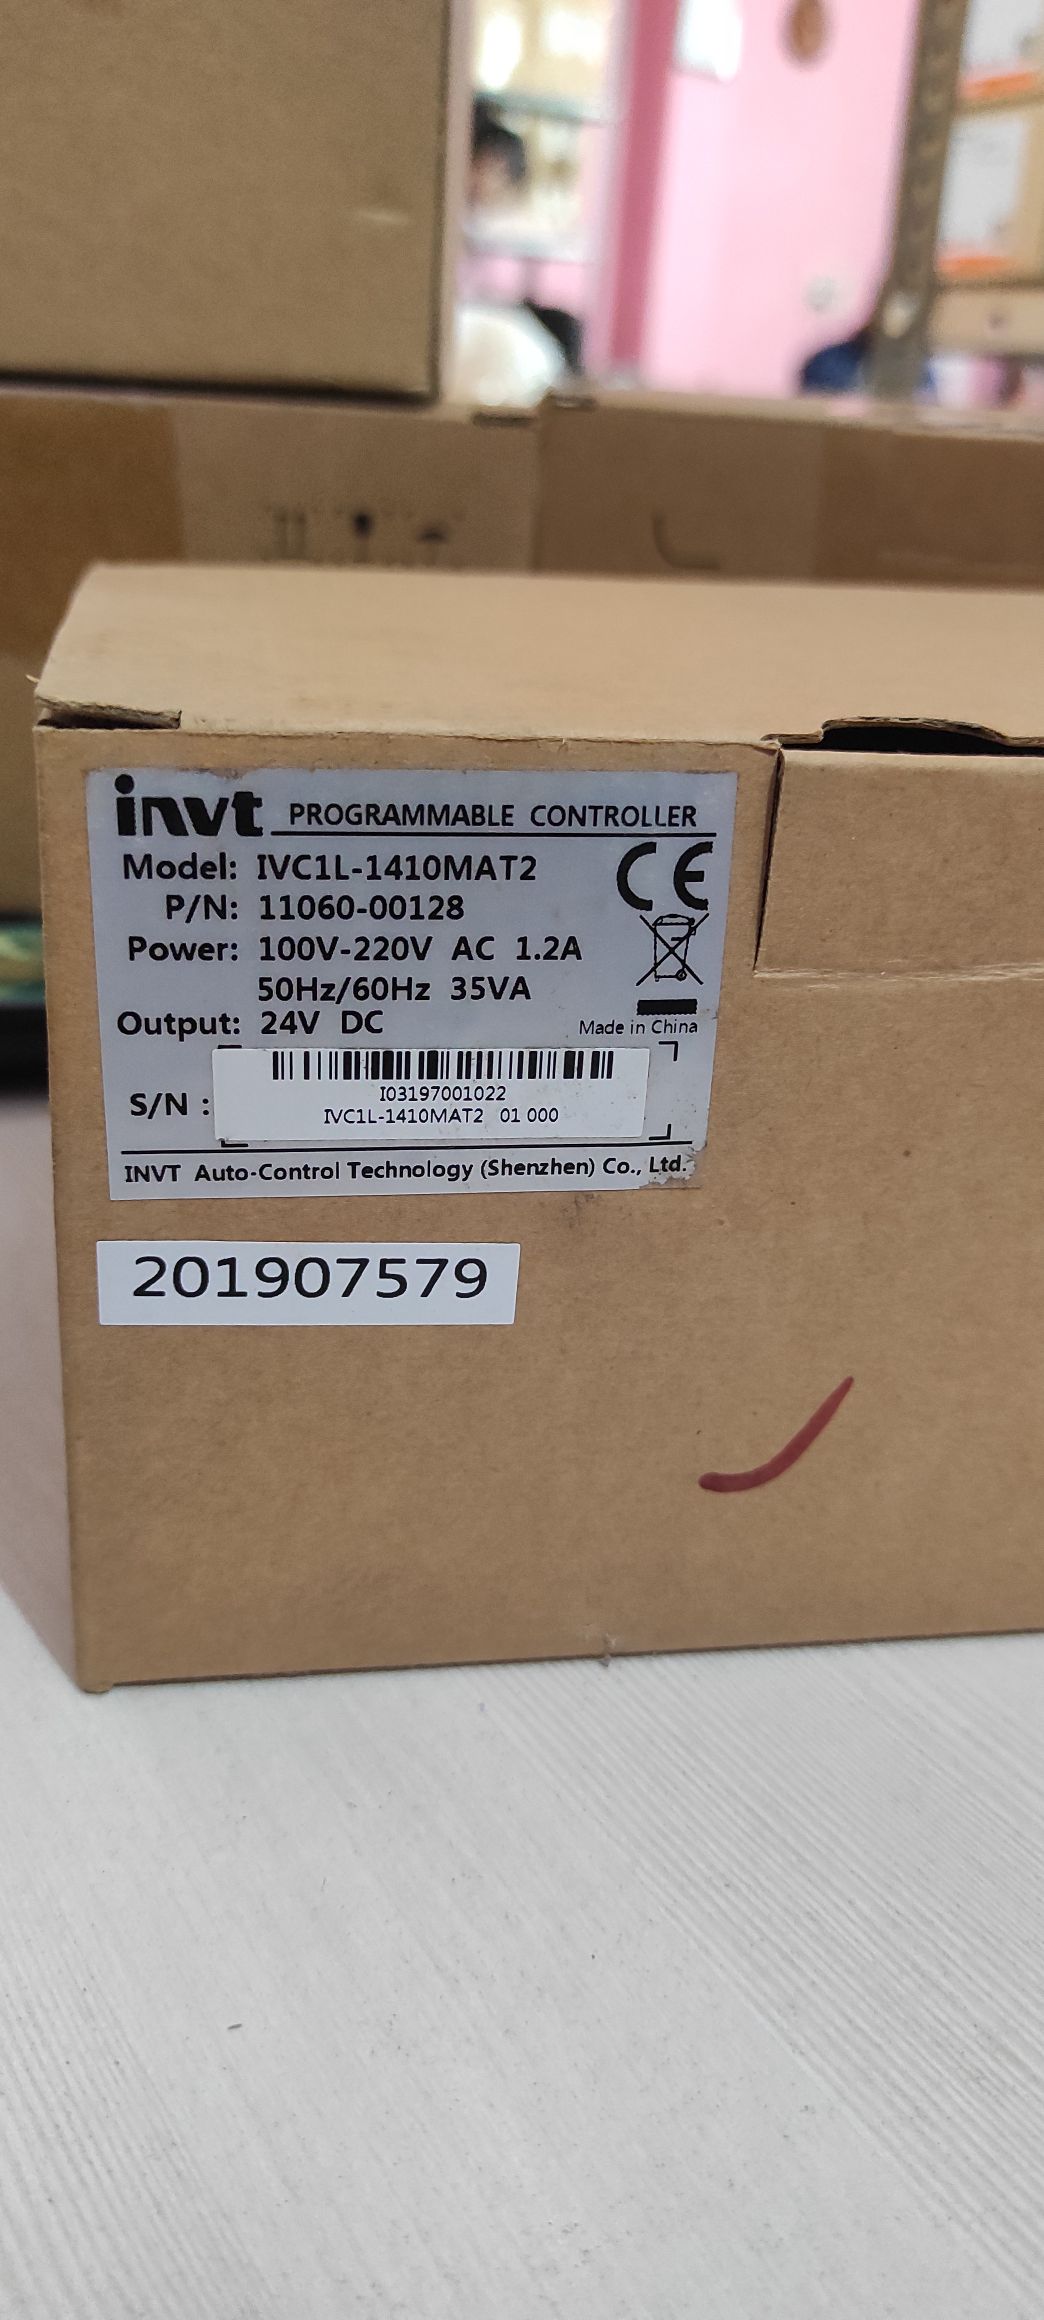 invt PROGRAMMABLE CONTROLLER
Model: IVC1L-1410MAT2
P/N: 11060-00128
Power: 100V-220V AC 1.2A
50Hz/60Hz 35VA
Output: 24V DC
Made in China
S/N :
I03197001022
IVC1L-1410MAT2 01 000
INVT Auto-Control Technology (Shenzhen) Co., Ltd.
201907579